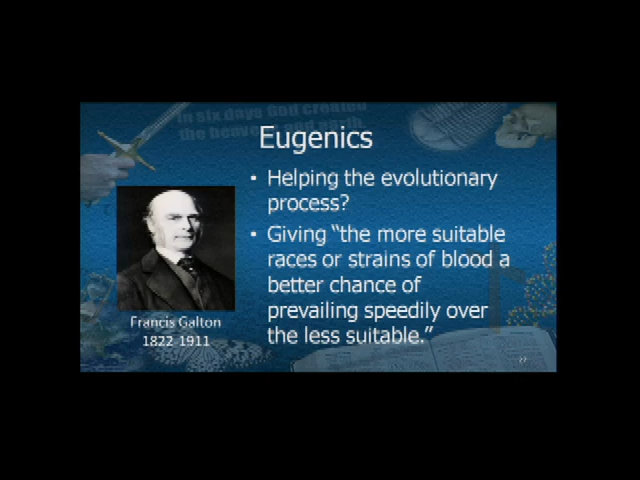 In six days God created
the heavens and earth
Eugenics
• Helping the evolutionary
process?
• Giving “the more suitable
races or strains of blood a
better chance of
prevailing speedily over
the less suitable.”
Francis Galton
1822-1911